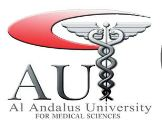 AU
Al Andalus University
FOR MEDICAL SCIENCES